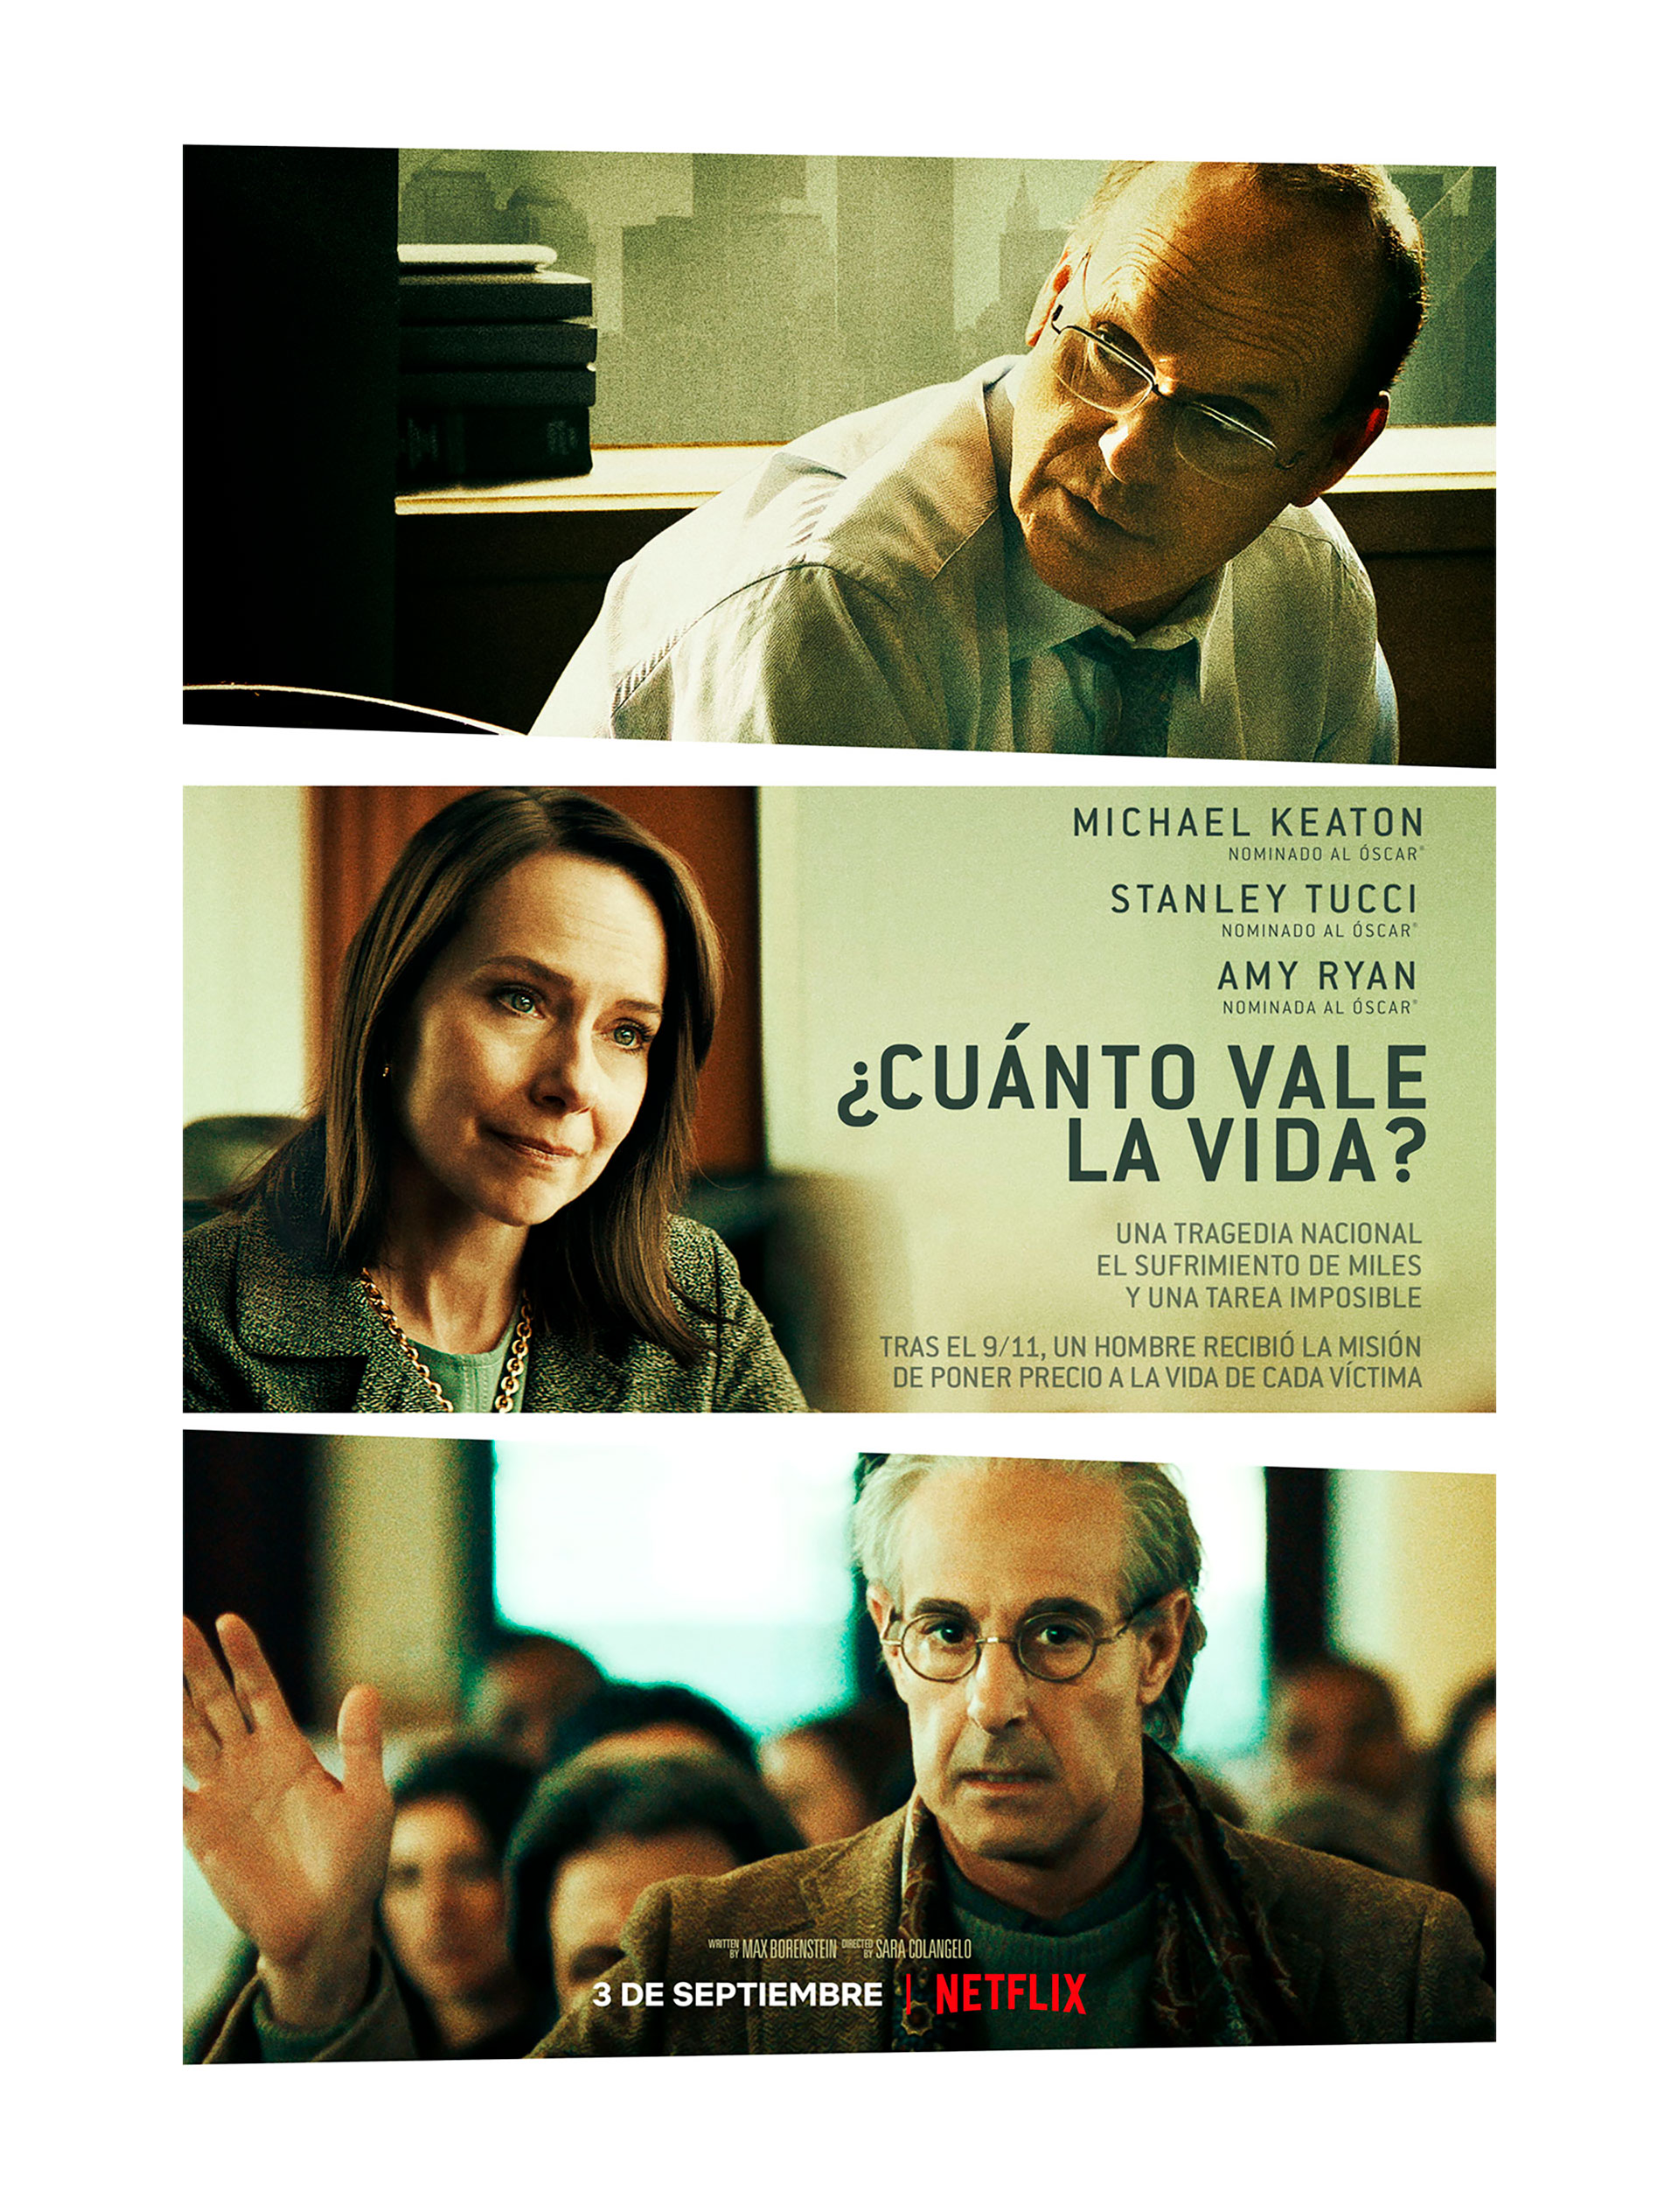 MICHAEL KEATON
NOMINADO AL ÓSCAR®
STANLEY TUCCI
NOMINADO AL ÓSCAR®
AMY RYAN
NOMINADA AL ÓSCAR®
¿CUÁNTO VALE
LA VIDA?
UNA TRAGEDIA NACIONAL
EL SUFRIMIENTO DE MILES
Y UNA TAREA IMPOSIBLE
TRAS EL 9/11, UN HOMBRE RECIBIÓ LA MISIÓN
DE PONER PRECIO A LA VIDA DE CADA VÍCTIMA
WRITTEN BY MAX BORENSTEIN DIRECTED BY SARA COLANGELO
3 DE SEPTIEMBRE | NETFLIX